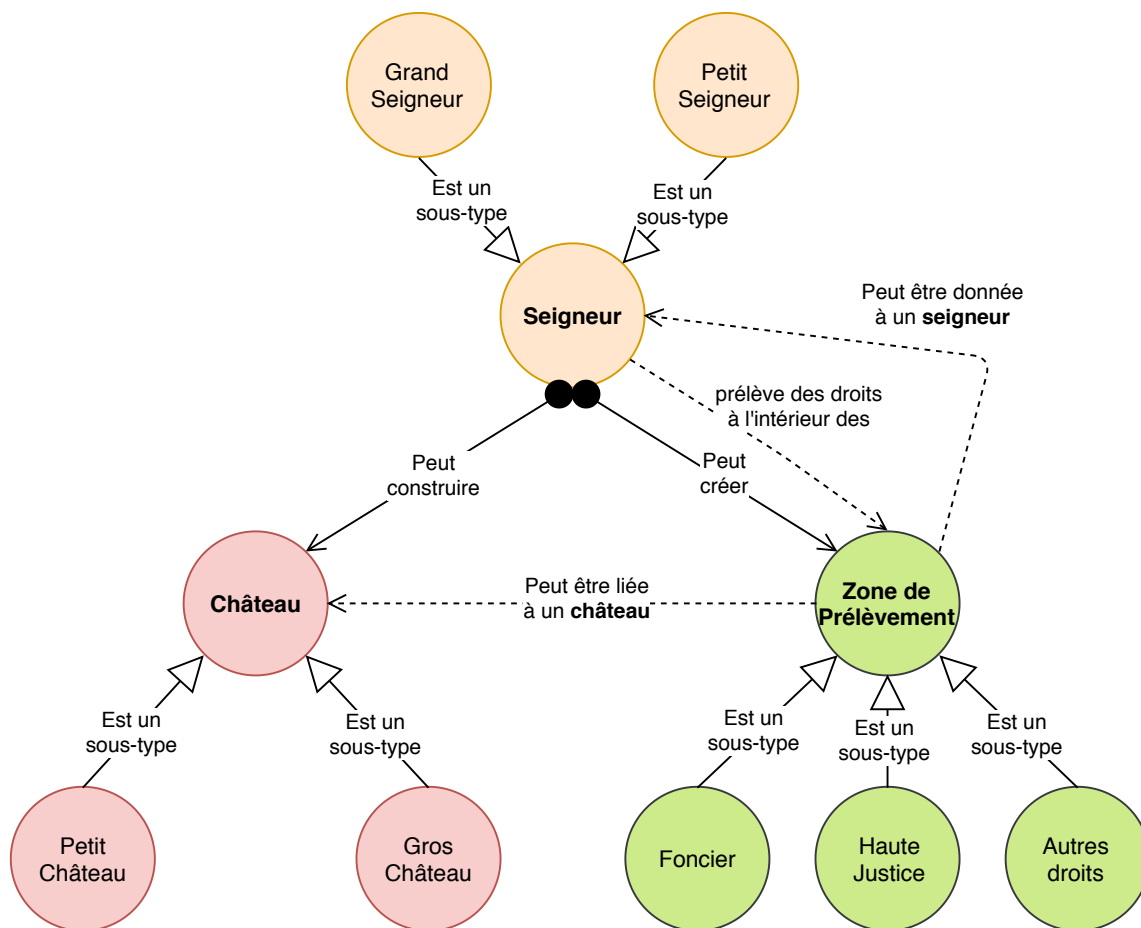 Grand
Seigneur
Petit
Seigneur
Est un
sous-type
Est un
sous-type
Peut être donnée
à un seigneur
Seigneur
prélève des droits
à l'intérieur des
Peut
construire
Peut
créer
Château
Peut être liée
à un château
Zone de
Prélèvement
Est un
sous-type
Est un
sous-type
Est un
sous-type
Est un
sous-type
Est un
sous-type
Petit
Château
Gros
Château
Foncier
Haute
Justice
Autres
droits